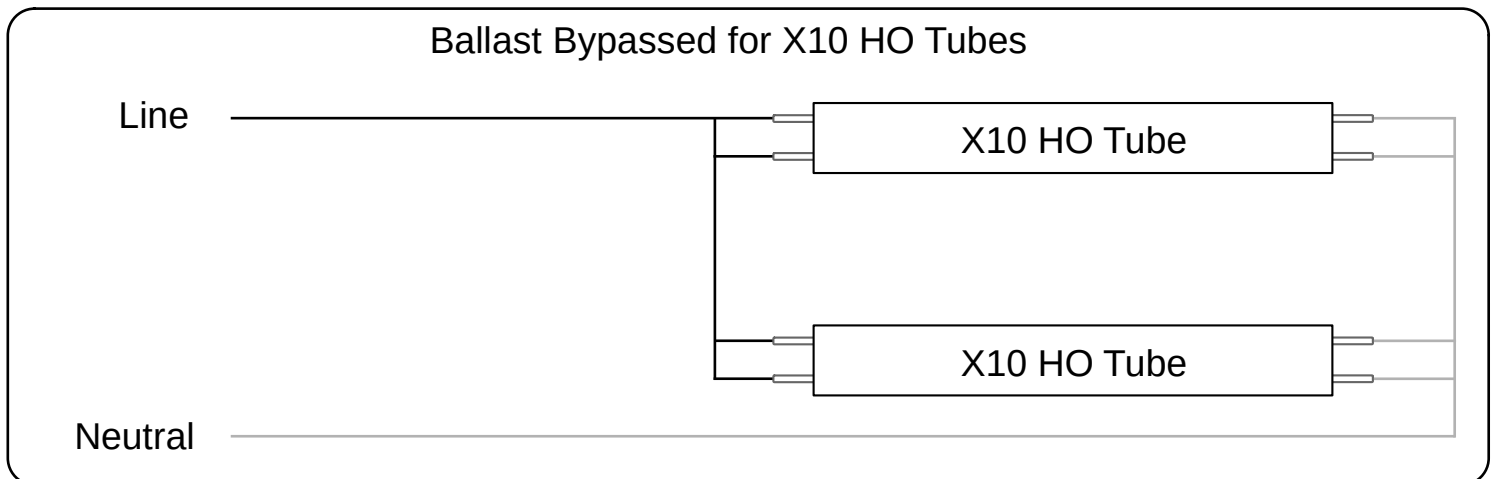 Ballast Bypassed for X10 HO Tubes
Line
X10 HO Tube
X10 HO Tube
Neutral